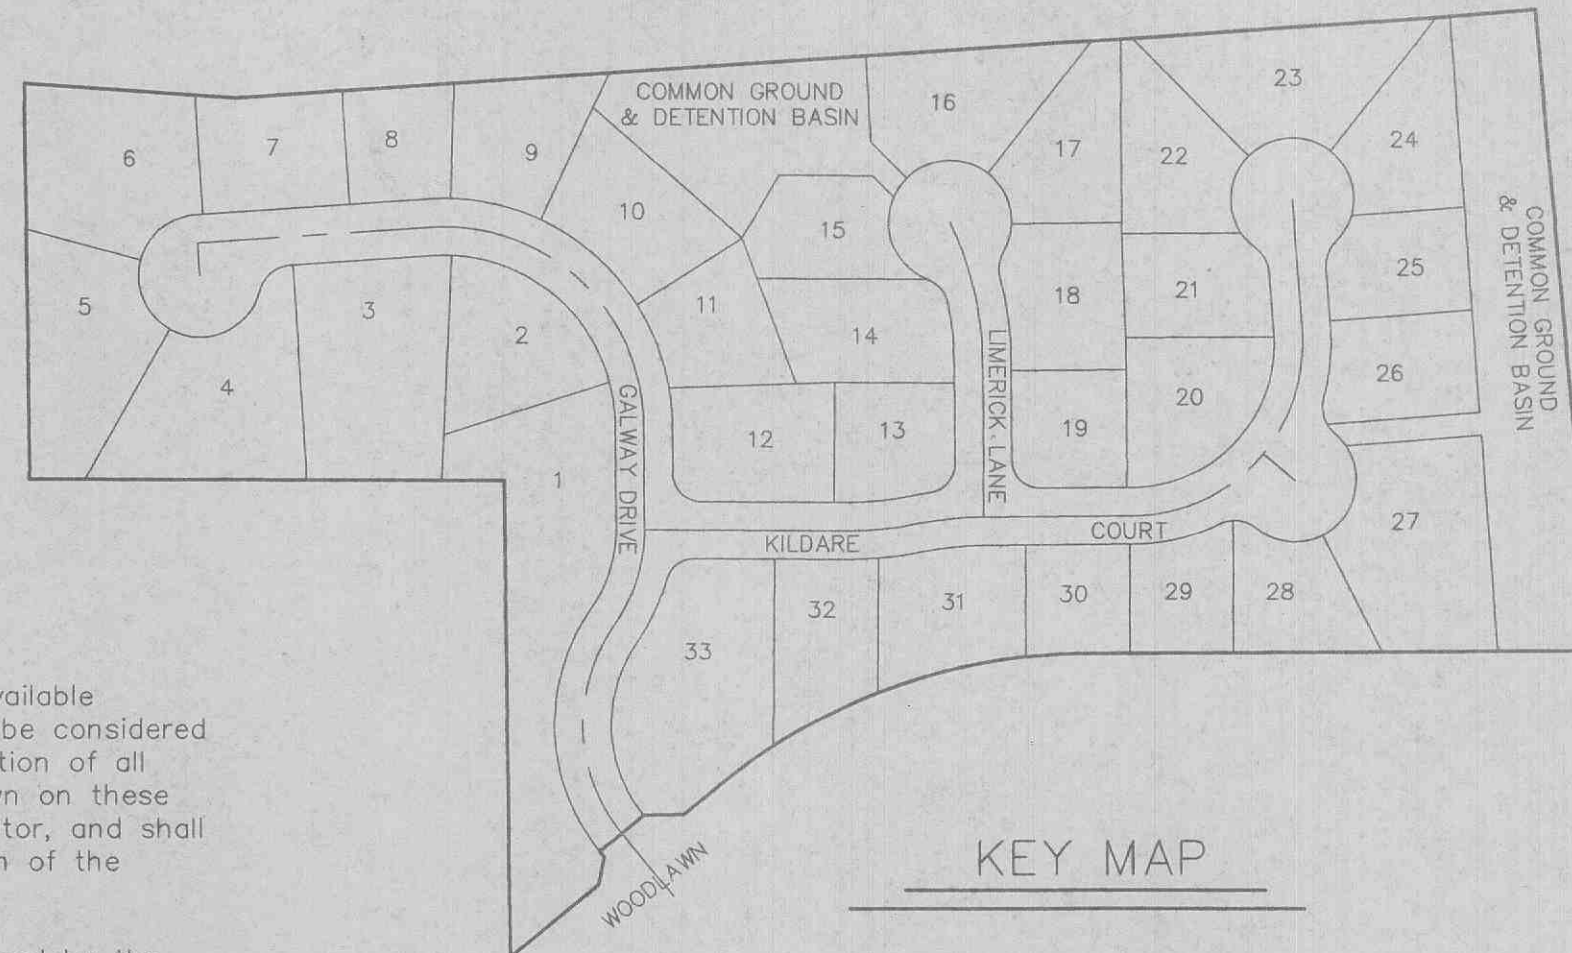 COMMON GROUND
& DETENTION BASIN
16
23
6
7
8
9
17
22
24
10
15
COMMON GROUND
& DETENTION BASIN
5
3
2
11
14
18
21
25
4
LIMERICK LANE
GALWAY DRIVE
12
13
19
20
26
1
KILDARE
COURT
27
33
32
31
30
29
28
WOODLAWN
vailable
be considered
tion of all
vn on these
tor, and shall
n of the
KEY MAP